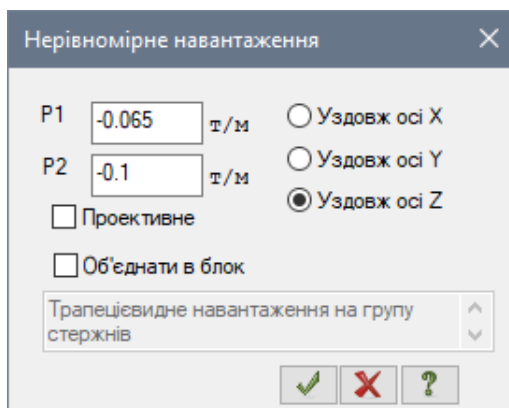 Нерівномірне навантаження
P1 -0.065 т/м
Уздовж осі X
P2 -0.1 т/м
Уздовж осі Y
Уздовж осі Z
Проективне
Об'єднати в блок
Трапецієвидне навантаження на групу
стержнів
?